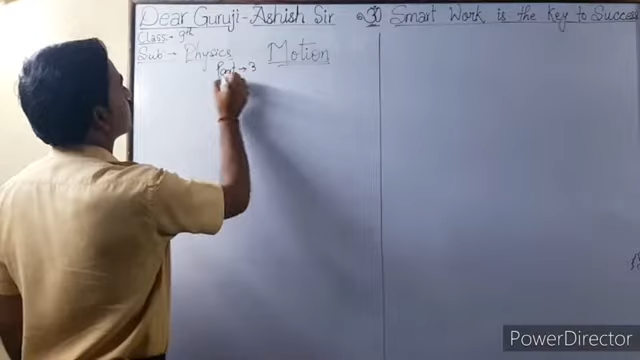 Dear Guruji - Ashish Sir ॐ Smart Work is the Key to Success
Class:- 9th
Sub:- Physics Motion
Part → 3
PowerDirector